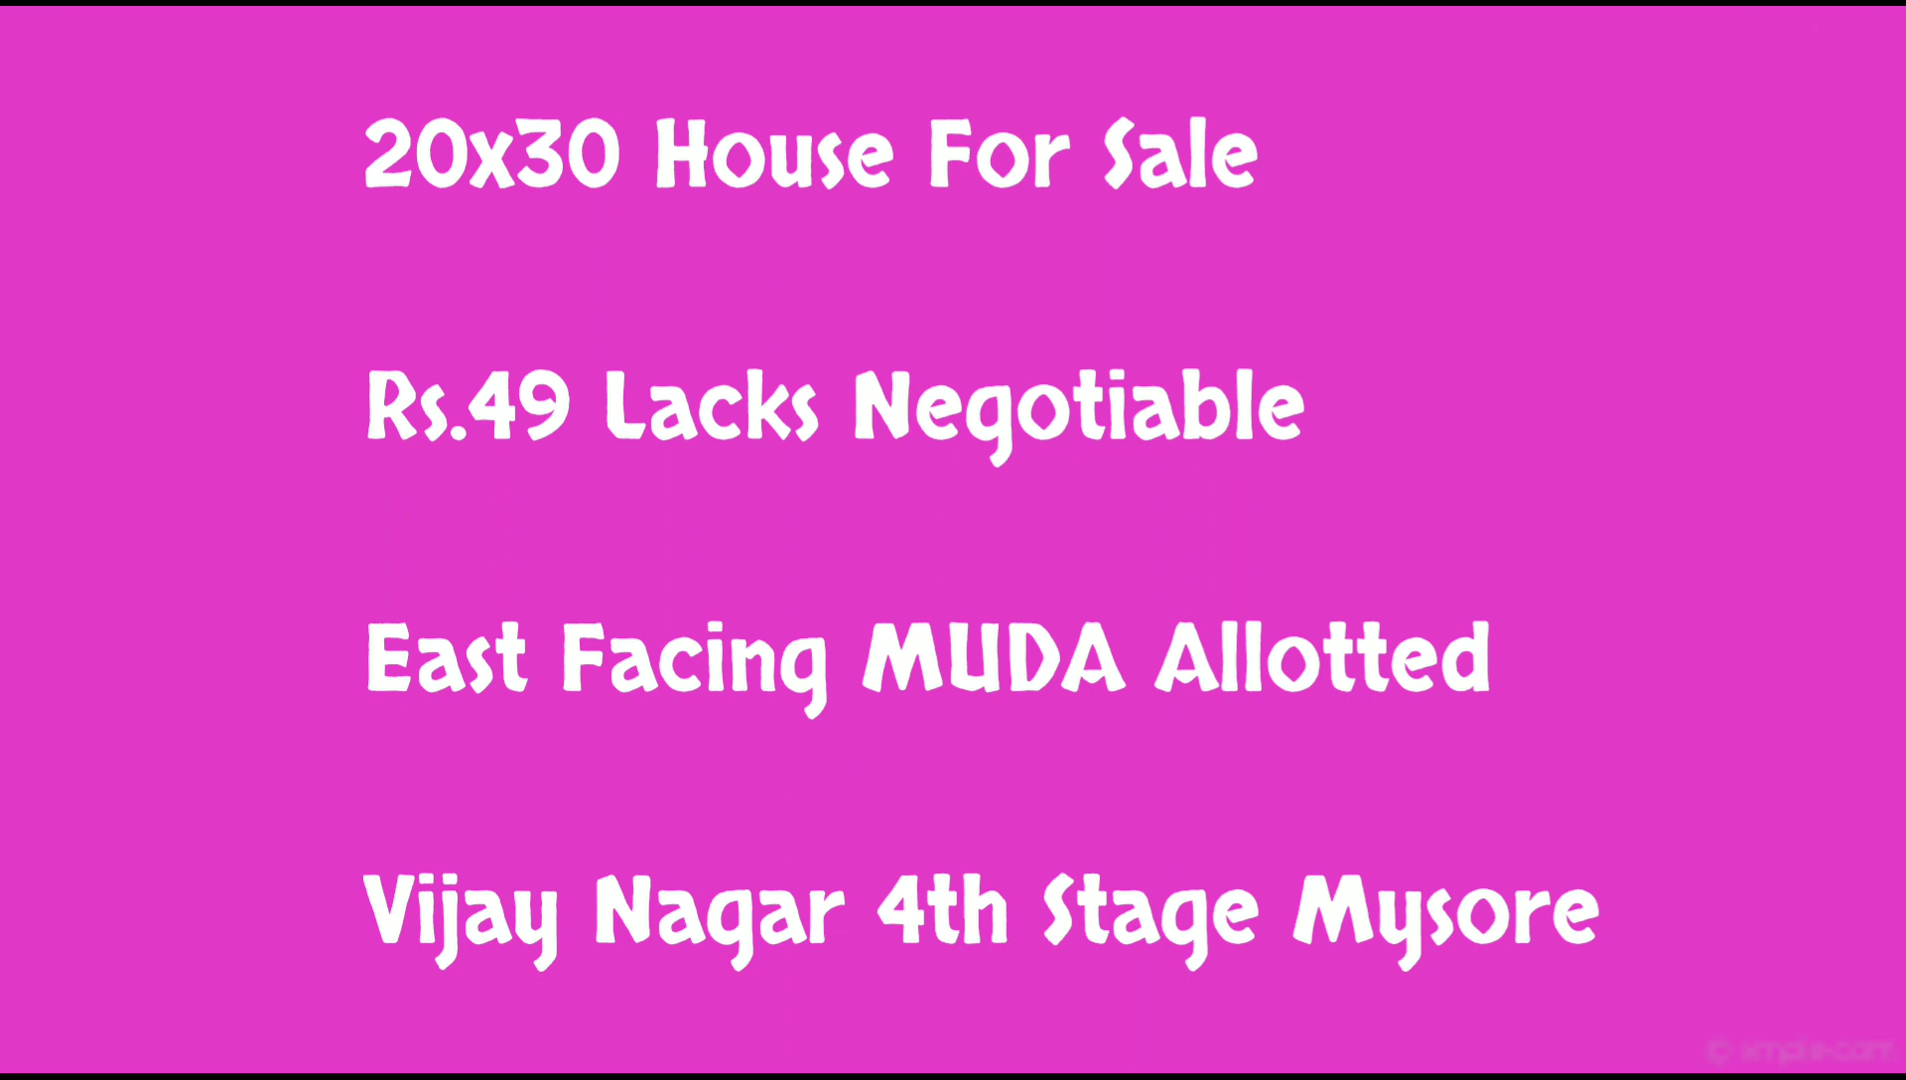 20x30 House For Sale
Rs.49 Lacks Negotiable
East Facing MUDA Allotted
Vijay Nagar 4th Stage Mysore